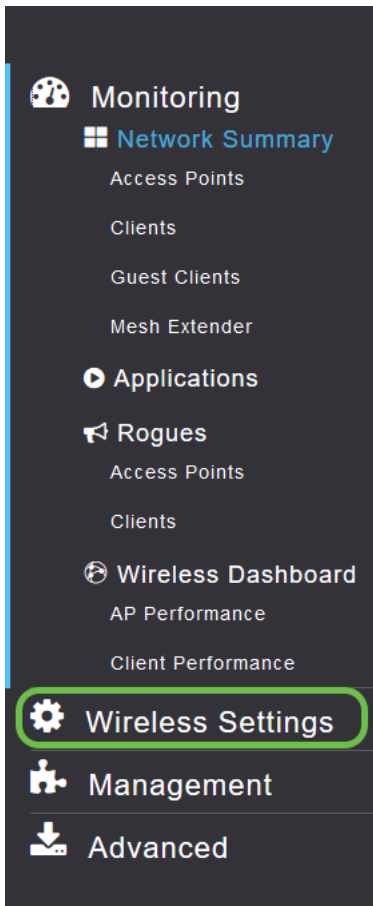 Monitoring
Network Summary
Access Points
Clients
Guest Clients
Mesh Extender
Applications
Rogues
Access Points
Clients
Wireless Dashboard
AP Performance
Client Performance
Wireless Settings
Management
Advanced